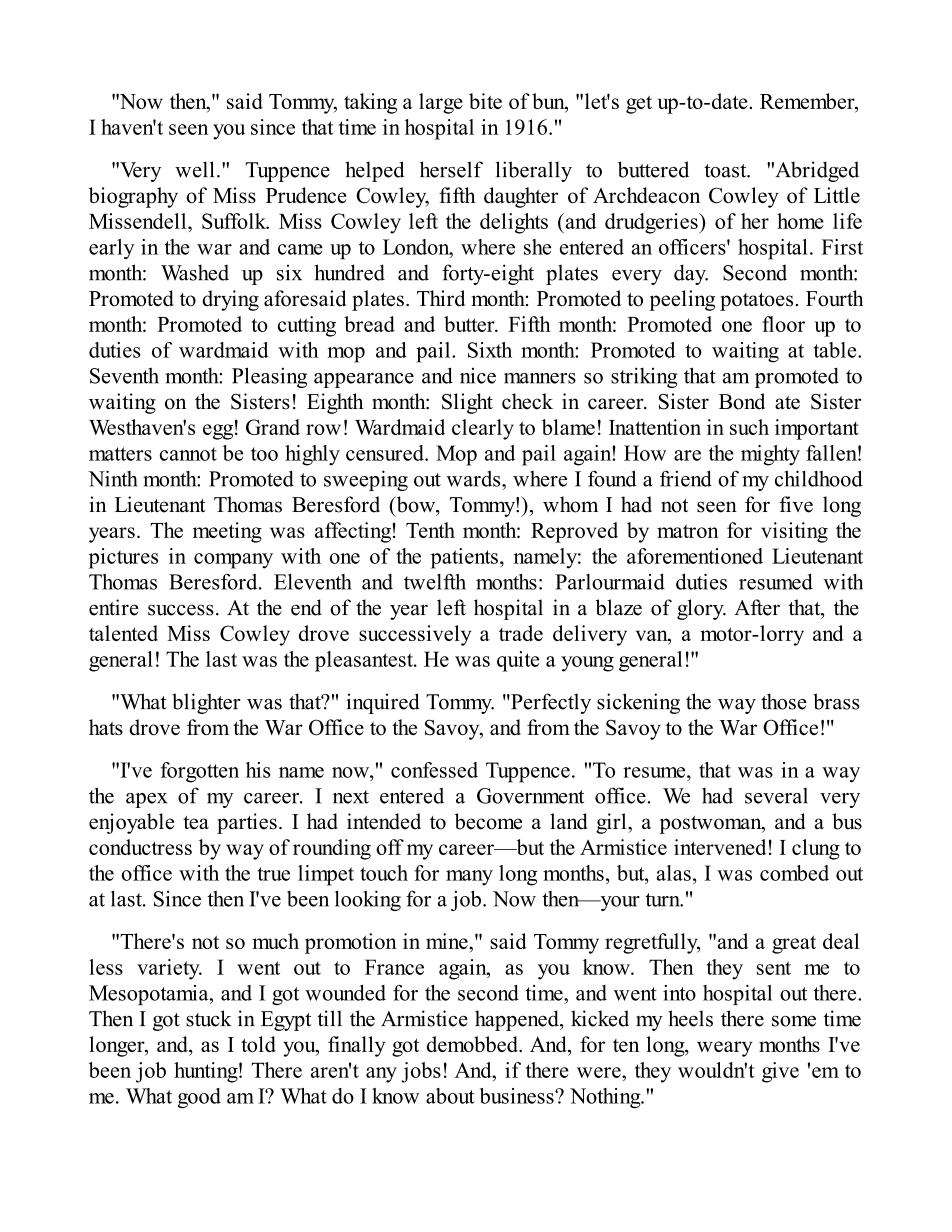 "Now then," said Tommy, taking a large bite of bun, "let's get up-to-date. Remember,
I haven't seen you since that time in hospital in 1916."
"Very well." Tuppence helped herself liberally to buttered toast. "Abridged
biography of Miss Prudence Cowley, fifth daughter of Archdeacon Cowley of Little
Missendell, Suffolk. Miss Cowley left the delights (and drudgeries) of her home life
early in the war and came up to London, where she entered an officers' hospital. First
month: Washed up six hundred and forty-eight plates every day. Second month:
Promoted to drying aforesaid plates. Third month: Promoted to peeling potatoes. Fourth
month: Promoted to cutting bread and butter. Fifth month: Promoted one floor up to
duties of wardmaid with mop and pail. Sixth month: Promoted to waiting at table.
Seventh month: Pleasing appearance and nice manners so striking that am promoted to
waiting on the Sisters! Eighth month: Slight check in career. Sister Bond ate Sister
Westhaven's egg! Grand row! Wardmaid clearly to blame! Inattention in such important
matters cannot be too highly censured. Mop and pail again! How are the mighty fallen!
Ninth month: Promoted to sweeping out wards, where I found a friend of my childhood
in Lieutenant Thomas Beresford (bow, Tommy!), whom I had not seen for five long
years. The meeting was affecting! Tenth month: Reproved by matron for visiting the
pictures in company with one of the patients, namely: the aforementioned Lieutenant
Thomas Beresford. Eleventh and twelfth months: Parlourmaid duties resumed with
entire success. At the end of the year left hospital in a blaze of glory. After that, the
talented Miss Cowley drove successively a trade delivery van, a motor-lorry and a
general! The last was the pleasantest. He was quite a young general!"
"What blighter was that?" inquired Tommy. "Perfectly sickening the way those brass
hats drove from the War Office to the Savoy, and from the Savoy to the War Office!"
"I've forgotten his name now," confessed Tuppence. "To resume, that was in a way
the apex of my career. I next entered a Government office. We had several very
enjoyable tea parties. I had intended to become a land girl, a postwoman, and a bus
conductress by way of rounding off my career—but the Armistice intervened! I clung to
the office with the true limpet touch for many long months, but, alas, I was combed out
at last. Since then I've been looking for a job. Now then—your turn."
"There's not so much promotion in mine," said Tommy regretfully, "and a great deal
less variety. I went out to France again, as you know. Then they sent me to
Mesopotamia, and I got wounded for the second time, and went into hospital out there.
Then I got stuck in Egypt till the Armistice happened, kicked my heels there some time
longer, and, as I told you, finally got demobbed. And, for ten long, weary months I've
been job hunting! There aren't any jobs! And, if there were, they wouldn't give 'em to
me. What good am I? What do I know about business? Nothing."